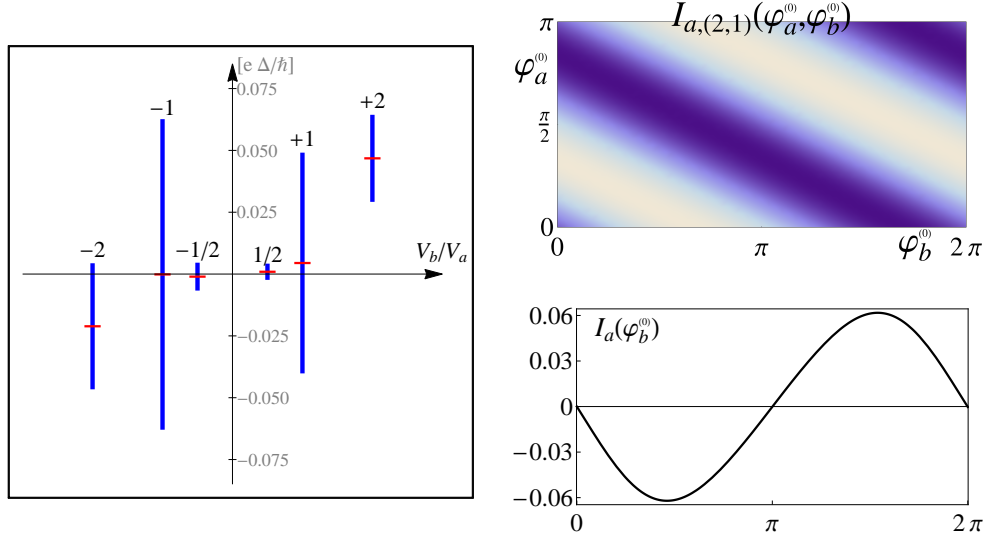 [e Δ/ℏ]
0.075
−1
+2
0.050
+1
0.025
−2
−1/2
1/2
V_b/V_a
−0.025
−0.050
−0.075
I_{a,(2,1)}(φ_a^{(0)},φ_b^{(0)})
π
φ_a^{(0)}
π/2
0
φ_b^{(0)}
0
π
2 π
0.06
I_a(φ_b^{(0)})
0.03
0
−0.03
−0.06
0
π
2 π